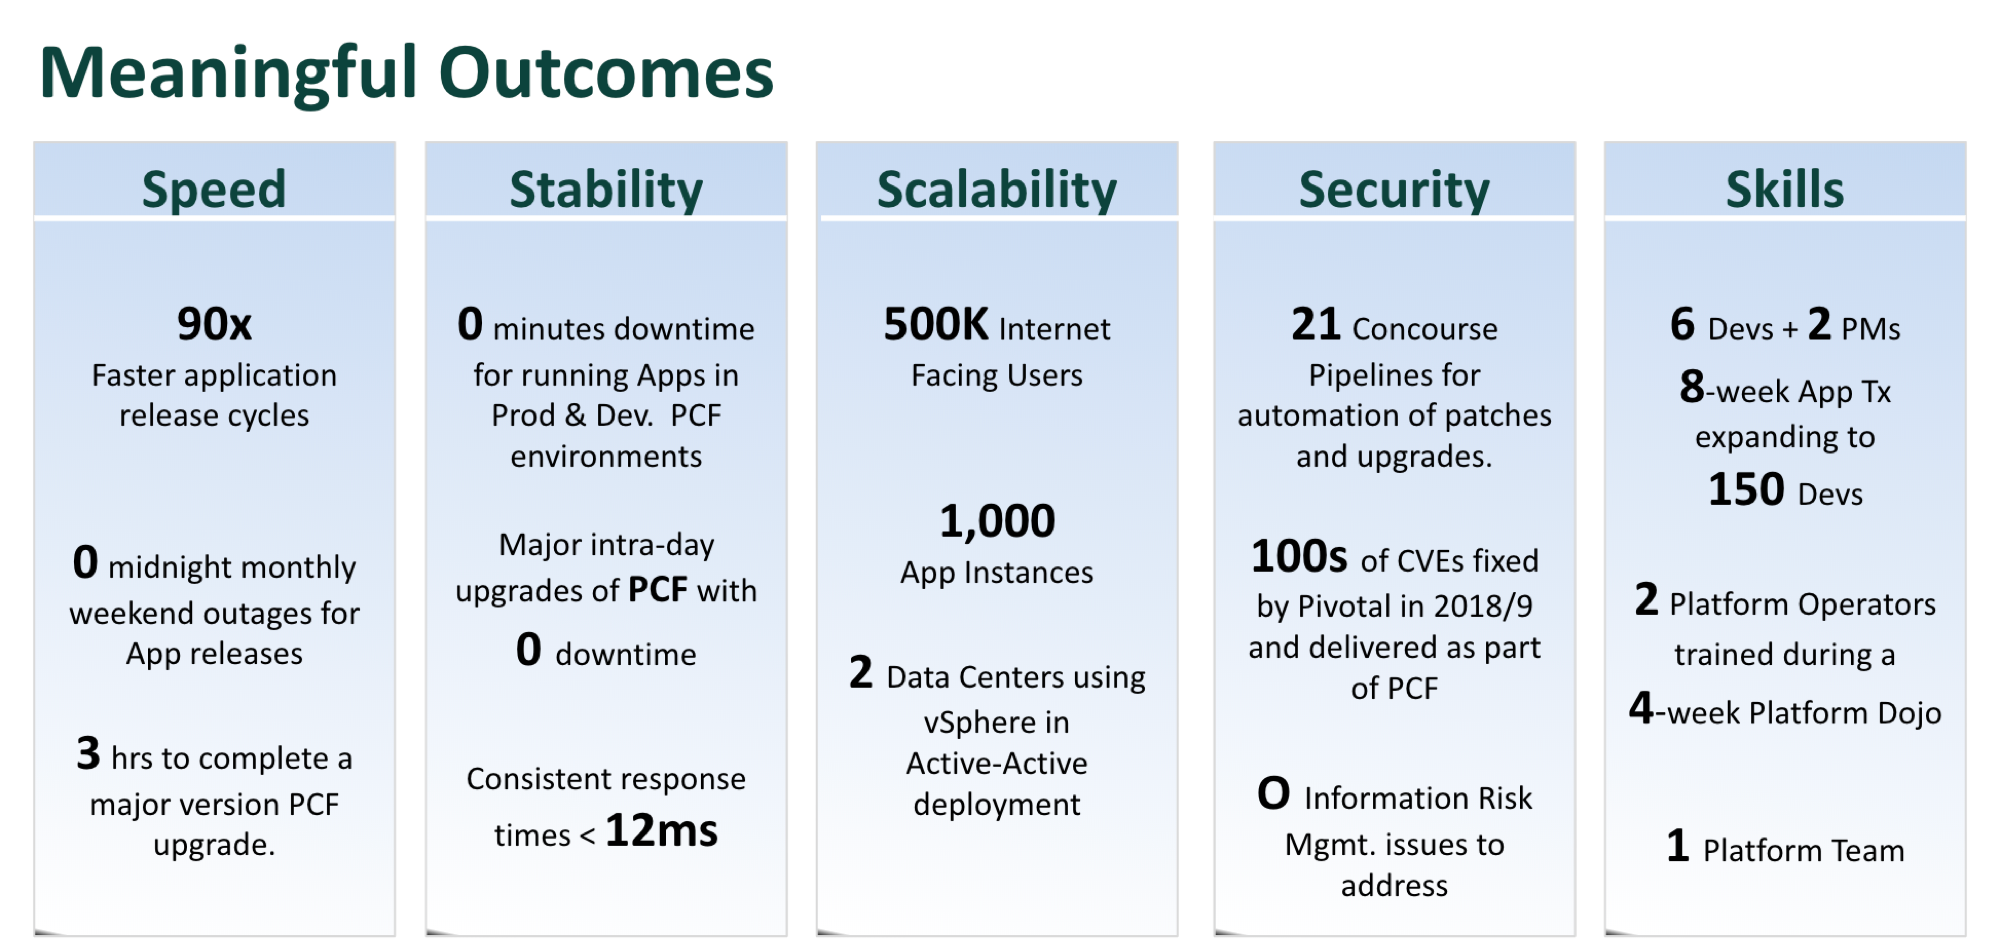 Meaningful Outcomes
Speed
90x
Faster application
release cycles
0 midnight monthly
weekend outages for
App releases
3 hrs to complete a
major version PCF
upgrade.
Stability
0 minutes downtime
for running Apps in
Prod & Dev.  PCF
environments
Major intra-day
upgrades of PCF with
0 downtime
Consistent response
times < 12ms
Scalability
500K Internet
Facing Users
1,000
App Instances
2 Data Centers using
vSphere in
Active-Active
deployment
Security
21 Concourse
Pipelines for
automation of patches
and upgrades.
100s of CVEs fixed
by Pivotal in 2018/9
and delivered as part
of PCF
O Information Risk
Mgmt. issues to
address
Skills
6 Devs + 2 PMs
8-week App Tx
expanding to
150 Devs
2 Platform Operators
trained during a
4-week Platform Dojo
1 Platform Team